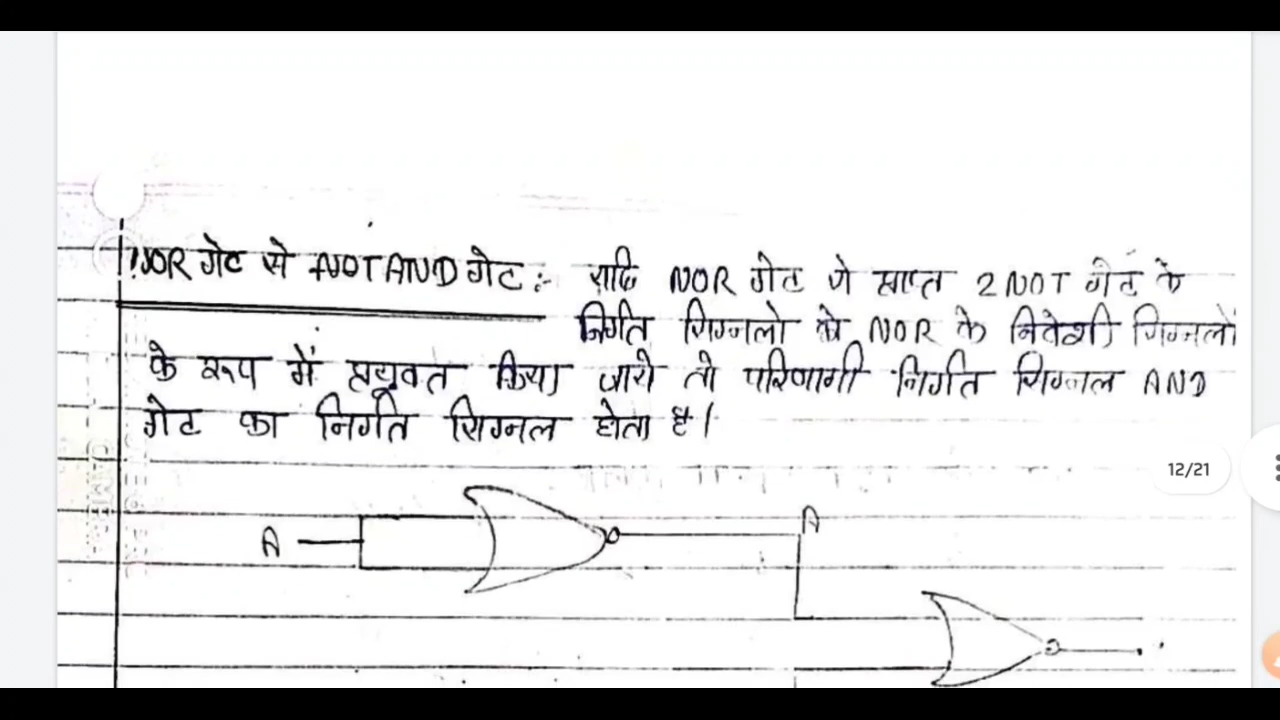 NOR गेट से NOT AND गेट :- यदि NOR गेट से प्राप्त 2 NOT गेट के
निर्गत सिग्नलो को NOR के निवेशी सिग्नलों
के रूप में प्रयुक्त किया जाये तो परिणामी निर्गत सिग्नल AND
गेट का निर्गत सिग्नल होता है।
12/21
A
A